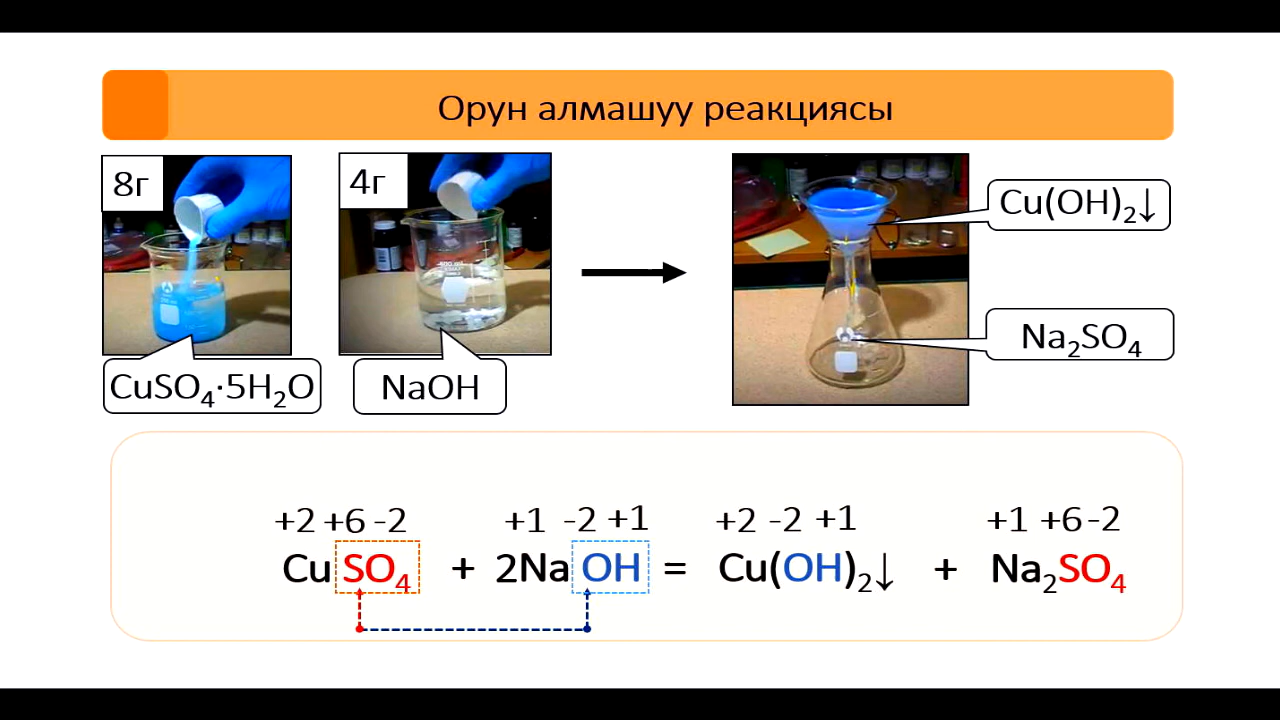 Орун алмашуу реакциясы
8г
4г
Cu(OH)₂↓
Na₂SO₄
CuSO₄·5H₂O
NaOH
+2 +6 -2 +1 -2 +1 +2 -2 +1 +1 +6 -2
CuSO₄ + 2NaOH = Cu(OH)₂↓ + Na₂SO₄